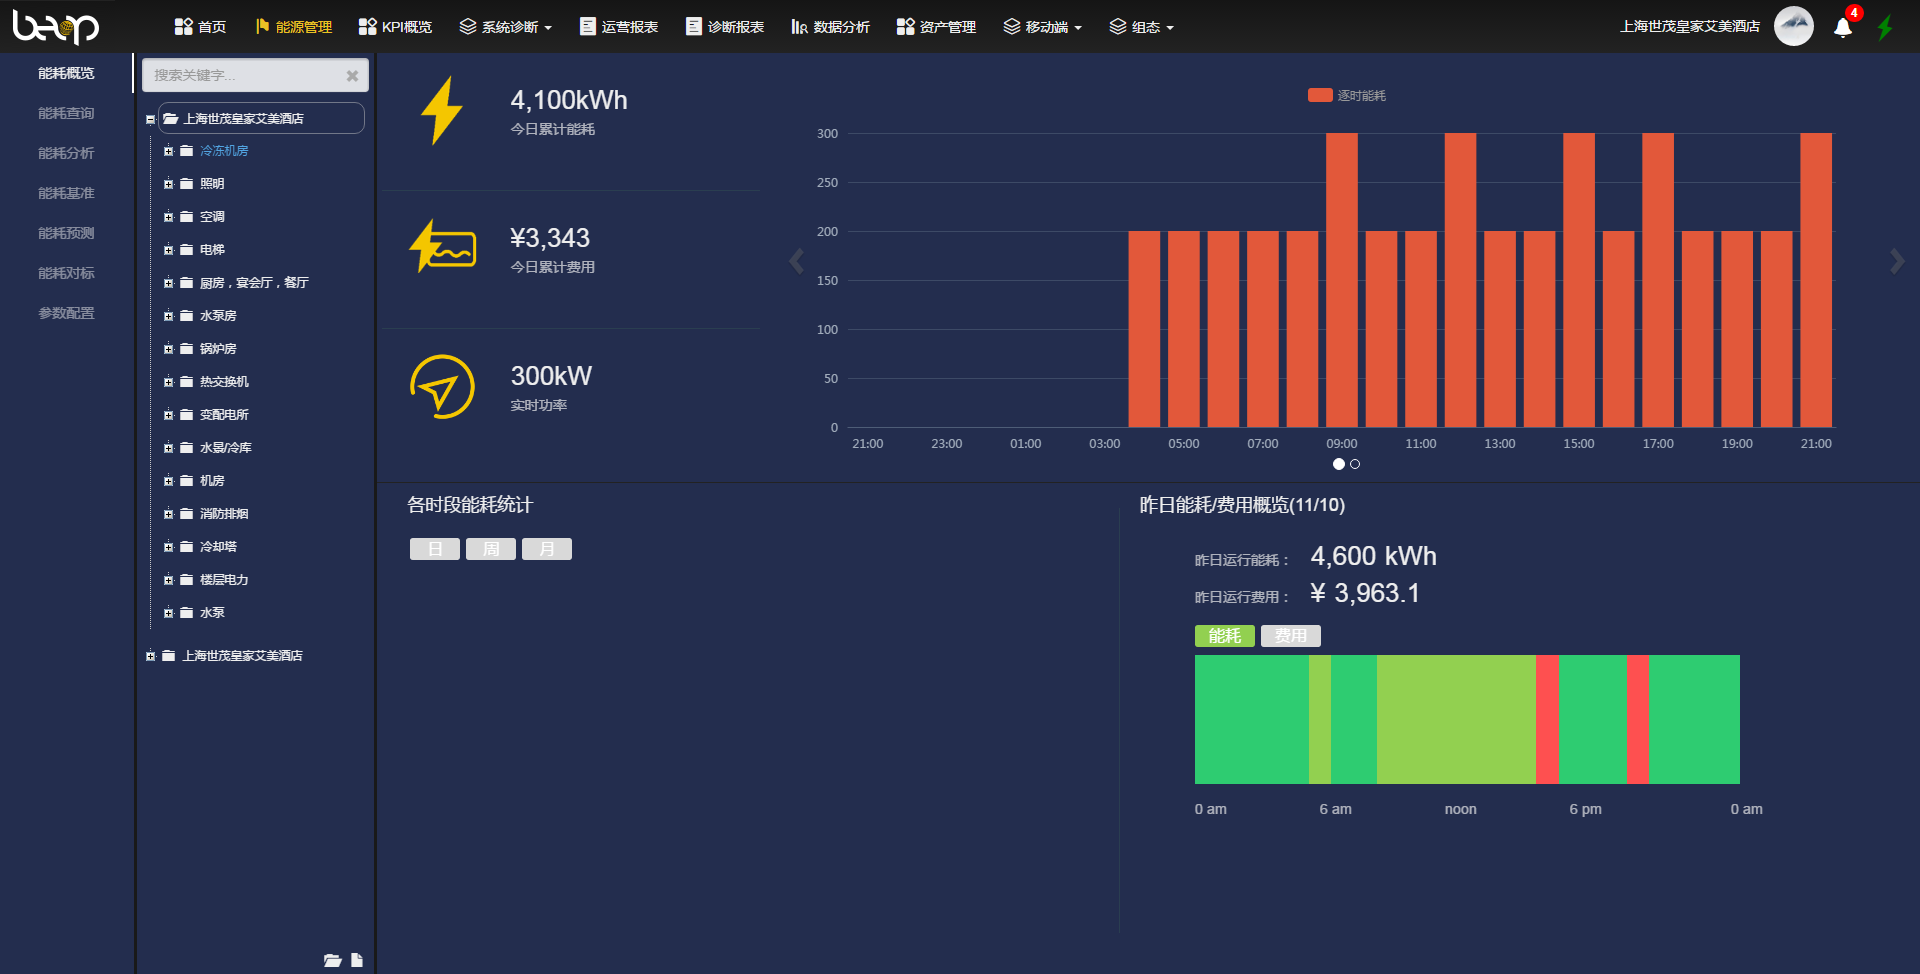 beop
首页
能源管理
KPI概览
系统诊断
运营报表
诊断报表
数据分析
资产管理
移动端
组态
上海世茂皇家艾美酒店
4
能耗概览
能耗查询
能耗分析
能耗基准
能耗预测
能耗对标
参数配置
搜索关键字...
上海世茂皇家艾美酒店
冷冻机房
照明
空调
电梯
厨房，宴会厅，餐厅
水泵房
锅炉房
热交换机
变配电所
水景/冷库
机房
消防排烟
冷却塔
楼层电力
水泵
上海世茂皇家艾美酒店
4,100kWh
今日累计能耗
¥3,343
今日累计费用
300kW
实时功率
逐时能耗
300
250
200
150
100
50
0
21:00 23:00 01:00 03:00 05:00 07:00 09:00 11:00 13:00 15:00 17:00 19:00 21:00
各时段能耗统计
日 周 月
昨日能耗/费用概览(11/10)
昨日运行能耗： 4,600 kWh
昨日运行费用： ¥ 3,963.1
能耗 费用
0 am 6 am noon 6 pm 0 am